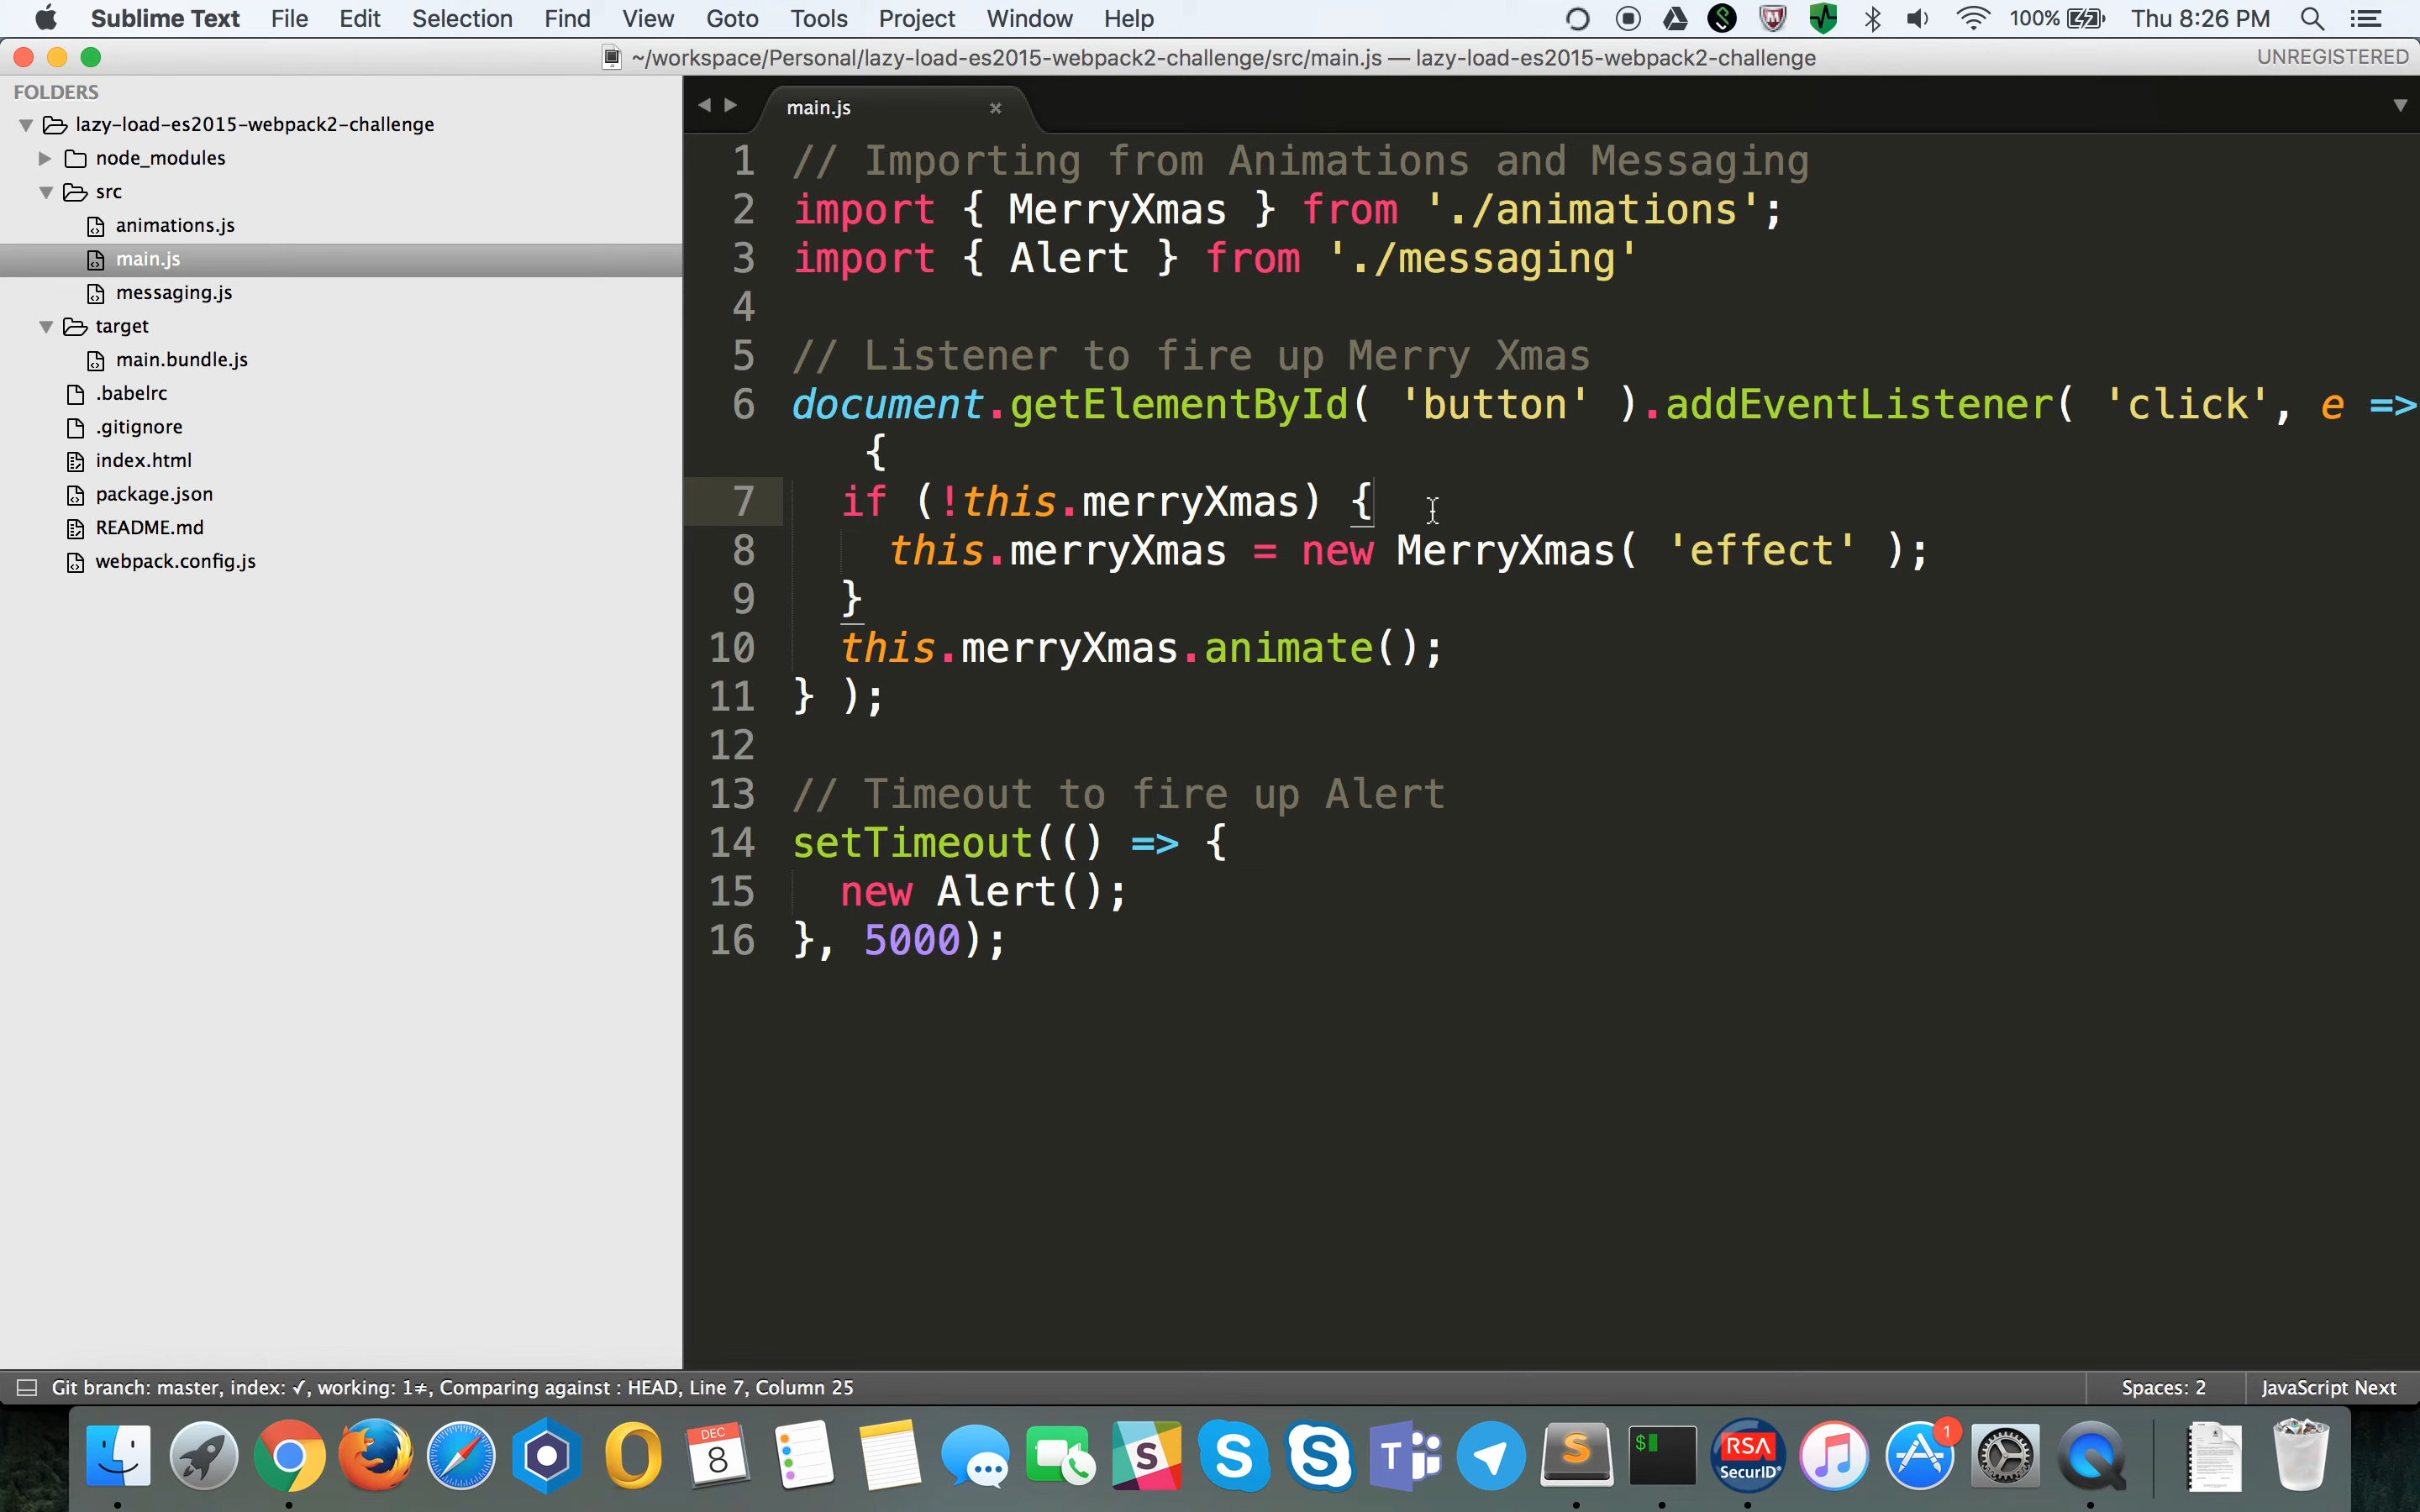 Sublime Text File Edit Selection Find View Goto Tools Project Window Help 100% Thu 8:26 PM
~/workspace/Personal/lazy-load-es2015-webpack2-challenge/src/main.js — lazy-load-es2015-webpack2-challenge UNREGISTERED
FOLDERS
lazy-load-es2015-webpack2-challenge
node_modules
src
animations.js
main.js
messaging.js
target
main.bundle.js
.babelrc
.gitignore
index.html
package.json
README.md
webpack.config.js
main.js
1 // Importing from Animations and Messaging
2 import { MerryXmas } from './animations';
3 import { Alert } from './messaging'
4
5 // Listener to fire up Merry Xmas
6 document.getElementById( 'button' ).addEventListener( 'click', e =>
{
7 if (!this.merryXmas) {
8 this.merryXmas = new MerryXmas( 'effect' );
9 }
10 this.merryXmas.animate();
11 } );
12
13 // Timeout to fire up Alert
14 setTimeout(() => {
15 new Alert();
16 }, 5000);
Git branch: master, index: ✓, working: 1≠, Comparing against : HEAD, Line 7, Column 25 Spaces: 2 JavaScript Next
DEC
8
$
RSA
SecurID
1